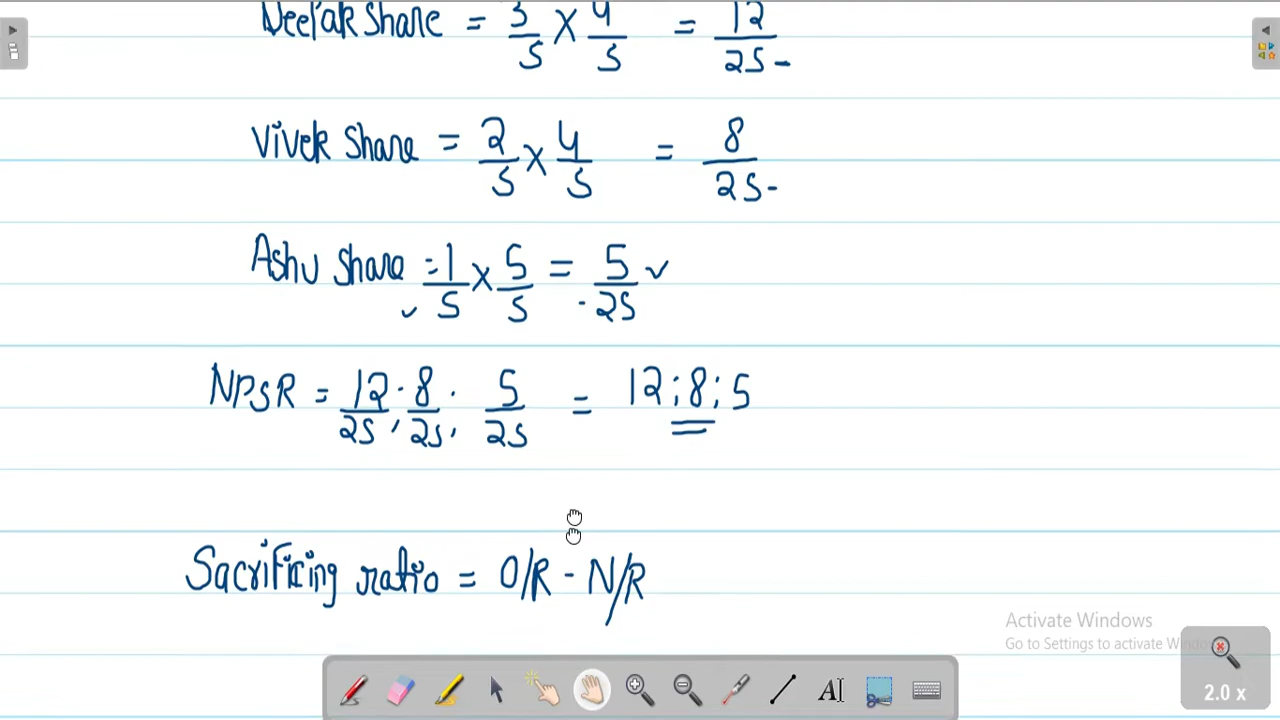 Deepak share = 3/5 × 4/5 = 12/25
Vivek share = 2/5 × 4/5 = 8/25
Ashu share = 1/5 × 5/5 = 5/25
NPSR = 12/25, 8/25, 5/25 = 12:8:5
Sacrificing ratio = O/R - N/R
Activate Windows
Go to Settings to activate Win
AI
2.0 x